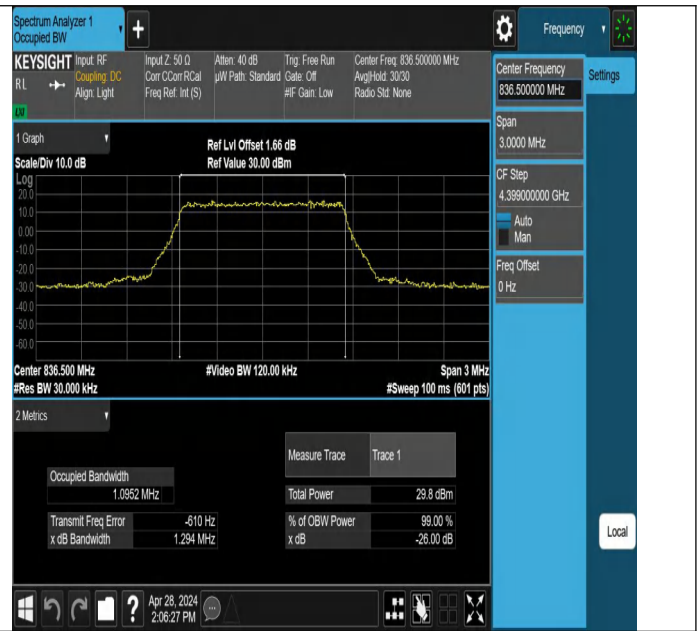 Spectrum Analyzer 1
Occupied BW
+
Frequency
KEYSIGHT
RL
LXI
Input: RF
Coupling: DC
Align: Light
Input Z: 50 Ω
Corr CCorr RCal
Freq Ref: Int (S)
Atten: 40 dB
µW Path: Standard
Trig: Free Run
Gate: Off
#IF Gain: Low
Center Freq: 836.500000 MHz
Avg|Hold: 30/30
Radio Std: None
Center Frequency
836.500000 MHz
Settings
Span
3.0000 MHz
CF Step
4.399000000 GHz
Auto
Man
Freq Offset
0 Hz
Local
1 Graph
Scale/Div 10.0 dB
Ref Lvl Offset 1.66 dB
Ref Value 30.00 dBm
Log
20.0
10.0
0.00
-10.0
-20.0
-30.0
-40.0
-50.0
-60.0
Center 836.500 MHz
#Video BW 120.00 kHz
Span 3 MHz
#Res BW 30.000 kHz
#Sweep 100 ms (601 pts)
2 Metrics
Measure Trace
Trace 1
Occupied Bandwidth
1.0952 MHz
Total Power
29.8 dBm
Transmit Freq Error
-610 Hz
% of OBW Power
99.00 %
x dB Bandwidth
1.294 MHz
x dB
-26.00 dB
?
Apr 28, 2024
2:06:27 PM